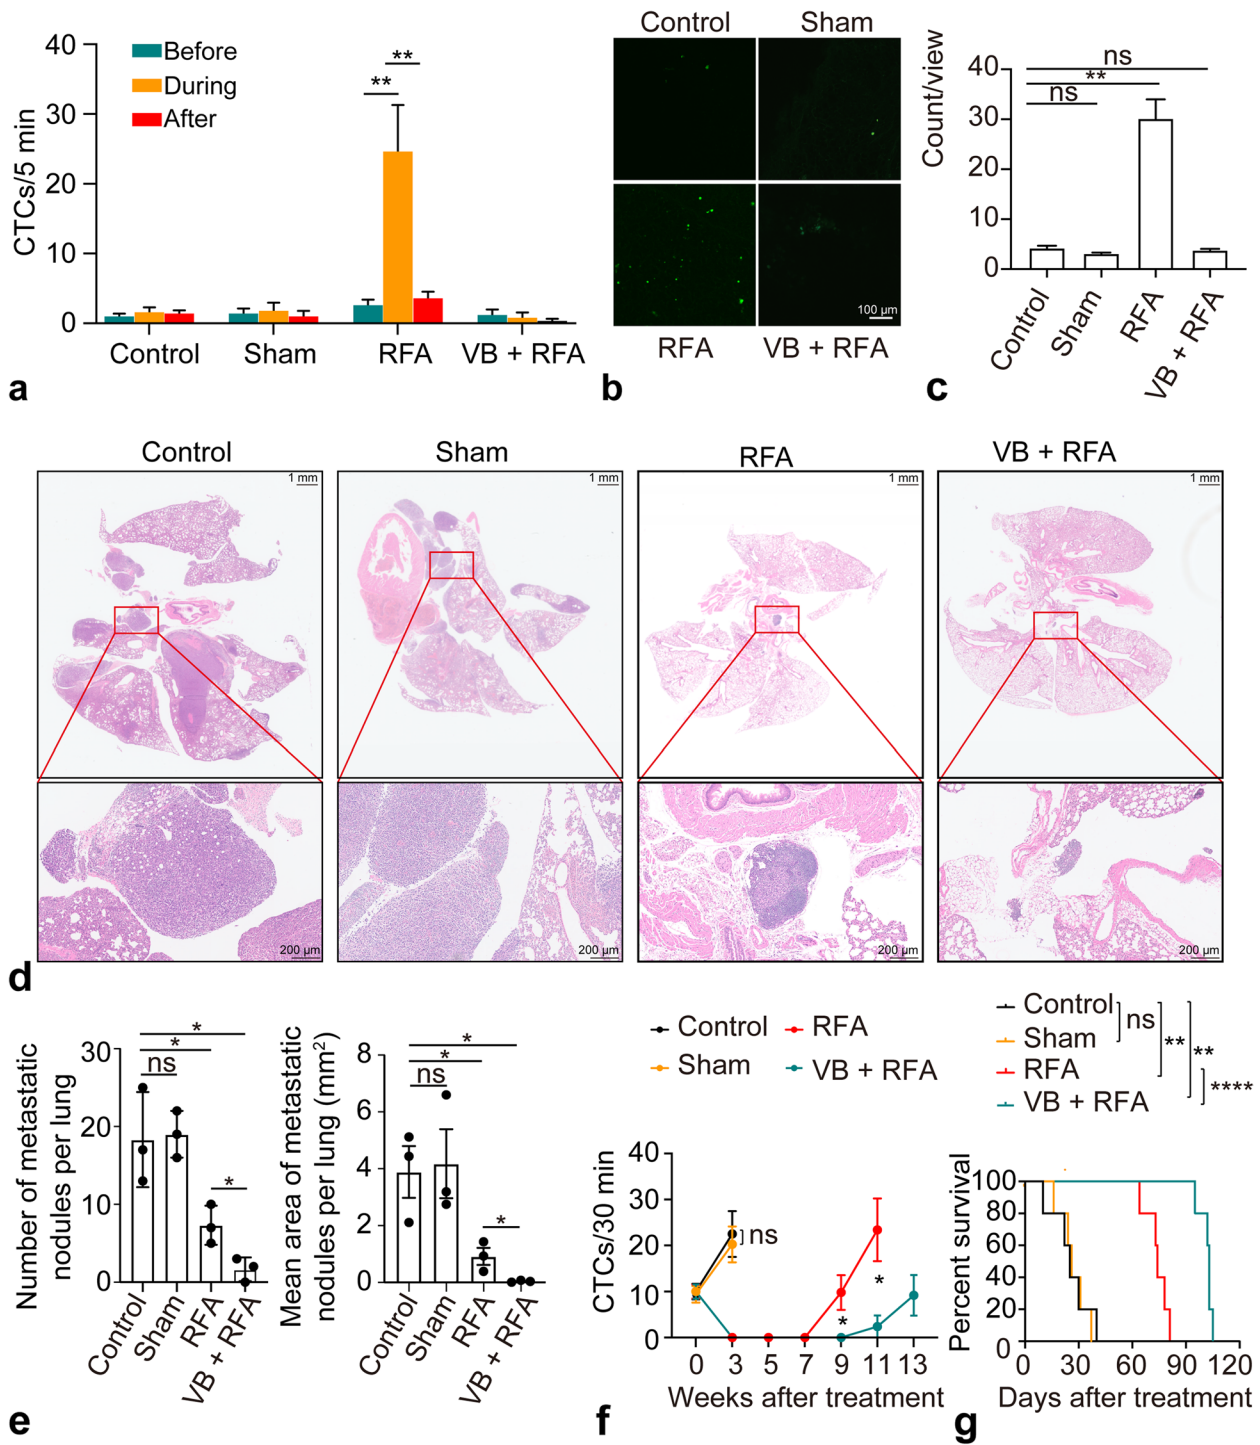 40
30
20
10
0
CTCs/5 min
Before
During
After
**
**
Control
Sham
RFA
VB + RFA
a
Control
Sham
100 µm
RFA
VB + RFA
b
Count/view
40
30
20
10
0
ns
**
ns
Control
Sham
RFA
VB + RFA
c
Control
Sham
RFA
VB + RFA
1 mm
1 mm
1 mm
1 mm
200 µm
200 µm
200 µm
200 µm
d
Number of metastatic
nodules per lung
30
20
10
0
*
*
ns
*
Control
Sham
RFA
VB + RFA
Mean area of metastatic
nodules per lung (mm²)
8
6
4
2
0
*
*
ns
*
Control
Sham
RFA
VB + RFA
e
Control
RFA
Sham
VB + RFA
CTCs/30 min
40
30
20
10
0
ns
*
*
0
3
5
7
9
11
13
Weeks after treatment
f
Control
Sham
RFA
VB + RFA
ns
**
**
****
Percent survival
100
80
60
40
20
0
0
30
60
90
120
Days after treatment
g